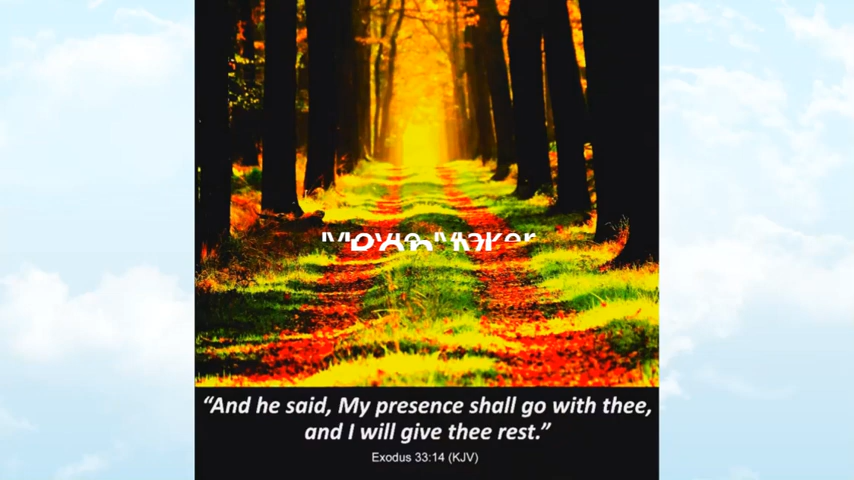 “And he said, My presence shall go with thee,
and I will give thee rest.”
Exodus 33:14 (KJV)